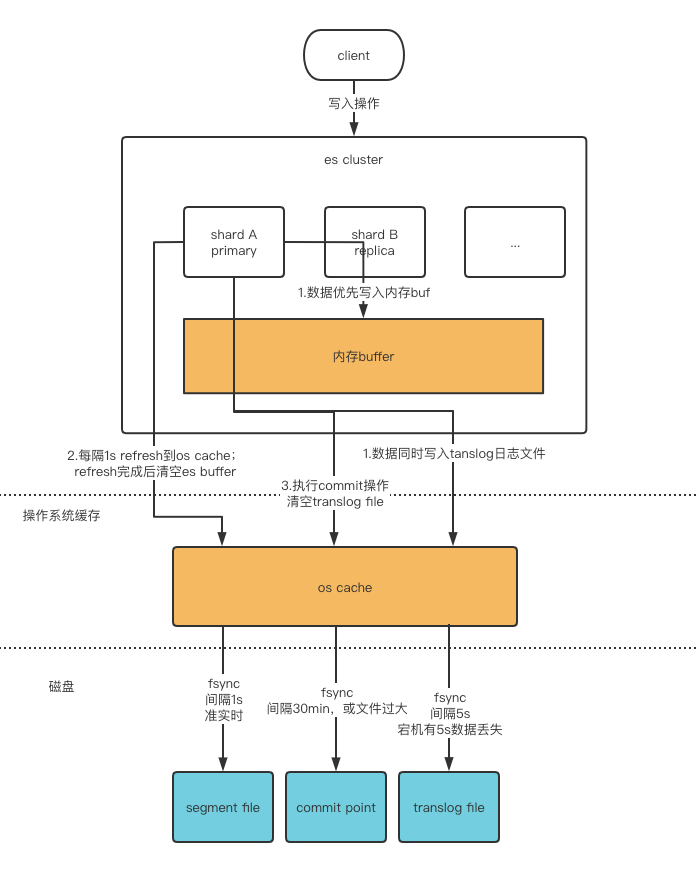 client
写入操作
es cluster
shard A
primary
shard B
replica
...
1.数据优先写入内存buf
内存buffer
2.每隔1s refresh到os cache；
refresh完成后清空es buffer
1.数据同时写入tanslog日志文件
3.执行commit操作
清空translog file
操作系统缓存
os cache
磁盘
fsync
间隔1s
准实时
fsync
间隔30min，或文件过大
fsync
间隔5s
宕机有5s数据丢失
segment file
commit point
translog file